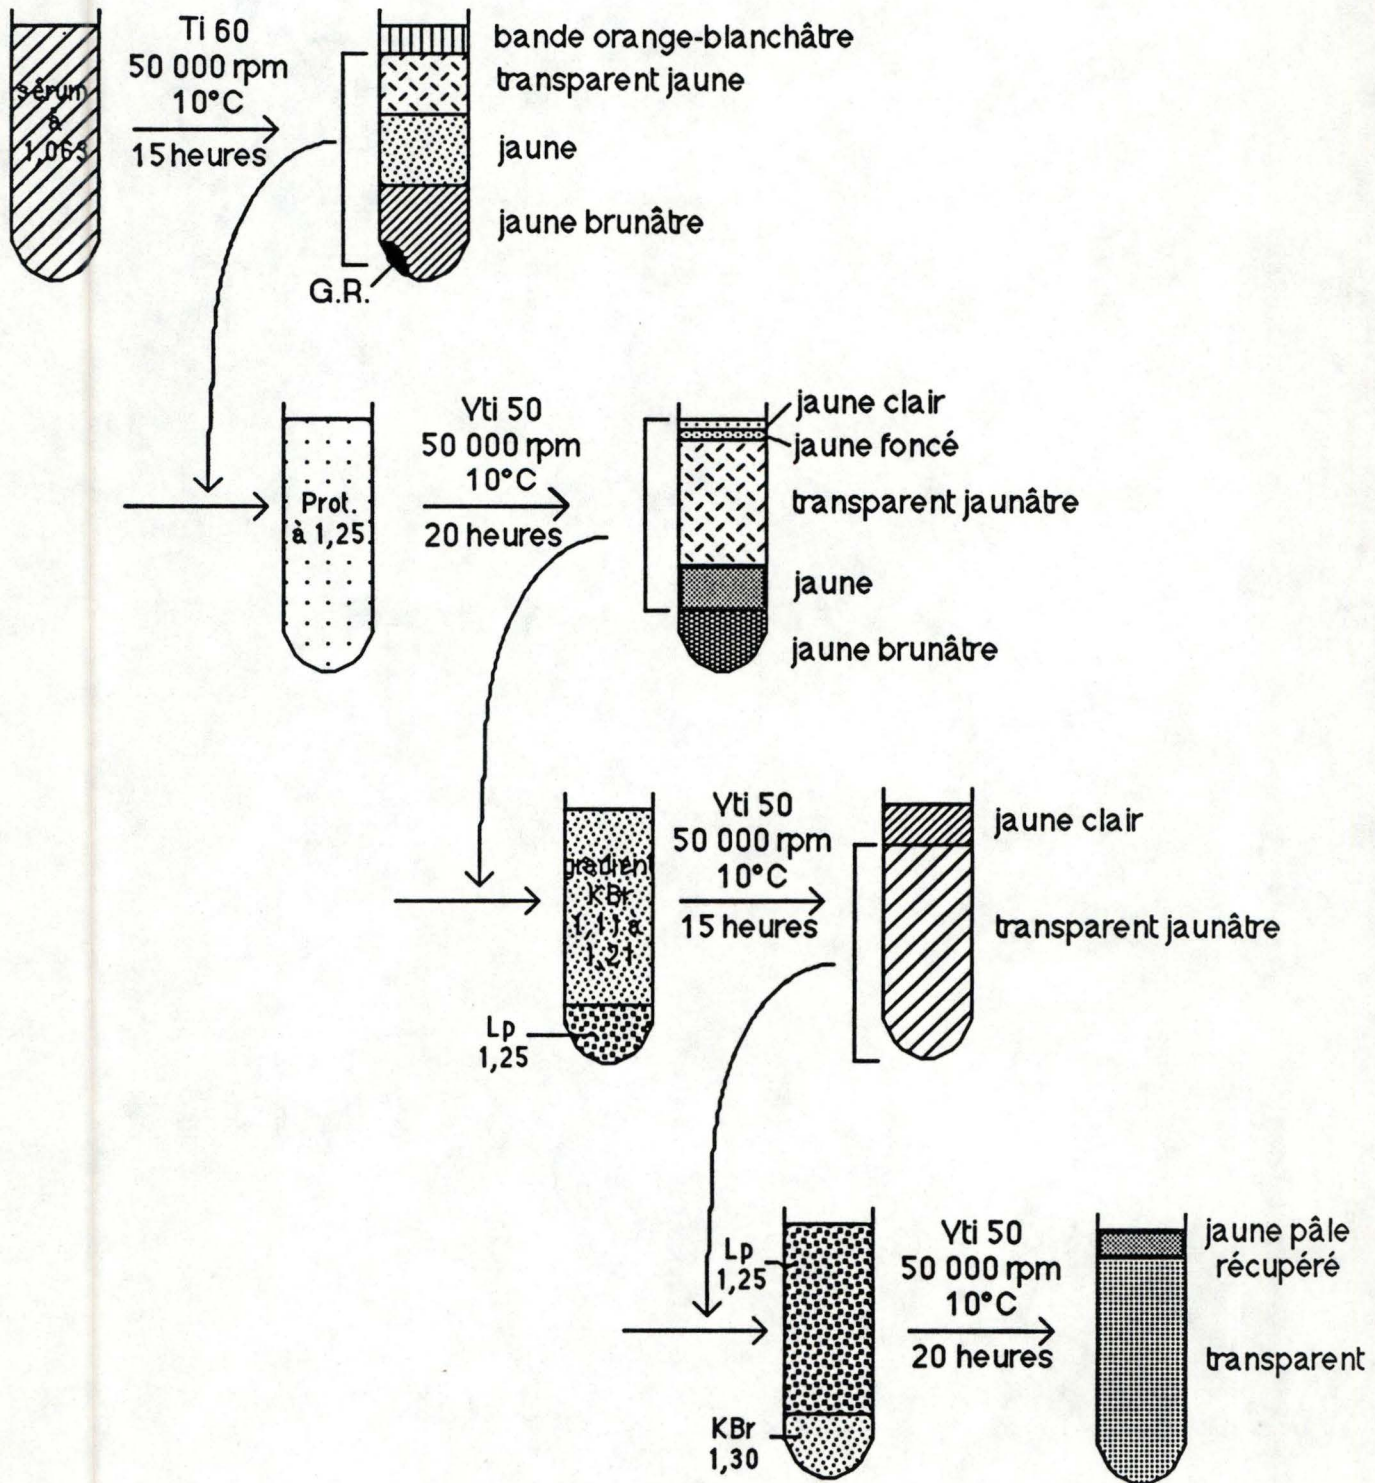 sérum
à
1,063
Ti 60
50 000 rpm
10°C
15 heures
bande orange-blanchâtre
transparent jaune
jaune
jaune brunâtre
G.R.
Prot.
à 1,25
Yti 50
50 000 rpm
10°C
20 heures
jaune clair
jaune foncé
transparent jaunâtre
jaune
jaune brunâtre
gradient
KBr
1,11 à
1,21
Lp
1,25
Yti 50
50 000 rpm
10°C
15 heures
jaune clair
transparent jaunâtre
Lp
1,25
KBr
1,30
Yti 50
50 000 rpm
10°C
20 heures
jaune pâle
récupéré
transparent